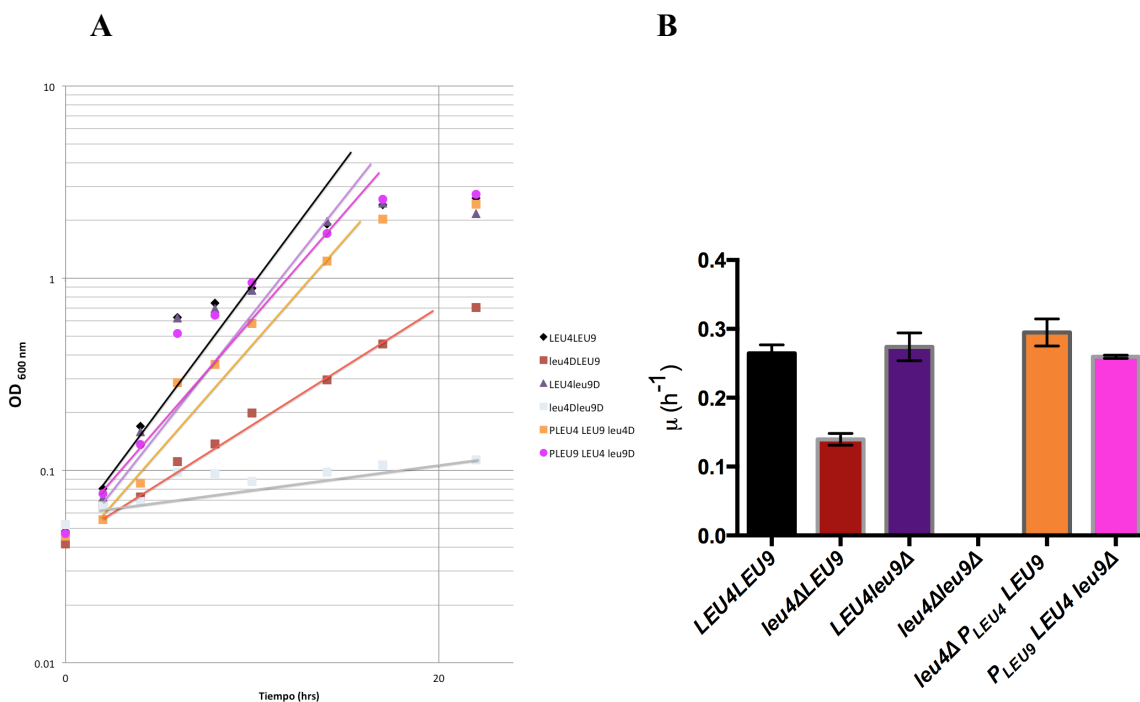 A
B
10
1
0.1
0.01
0
20
OD 600 nm
Tiempo (hrs)
LEU4LEU9
leu4DLEU9
LEU4leu9D
leu4Dleu9D
PLEU4 LEU9 leu4D
PLEU9 LEU4 leu9D
0.4
0.3
0.2
0.1
0.0
μ (h-1)
LEU4LEU9
leu4ΔLEU9
LEU4leu9Δ
leu4Δleu9Δ
leu4Δ PLEU4 LEU9
PLEU9 LEU4 leu9Δ